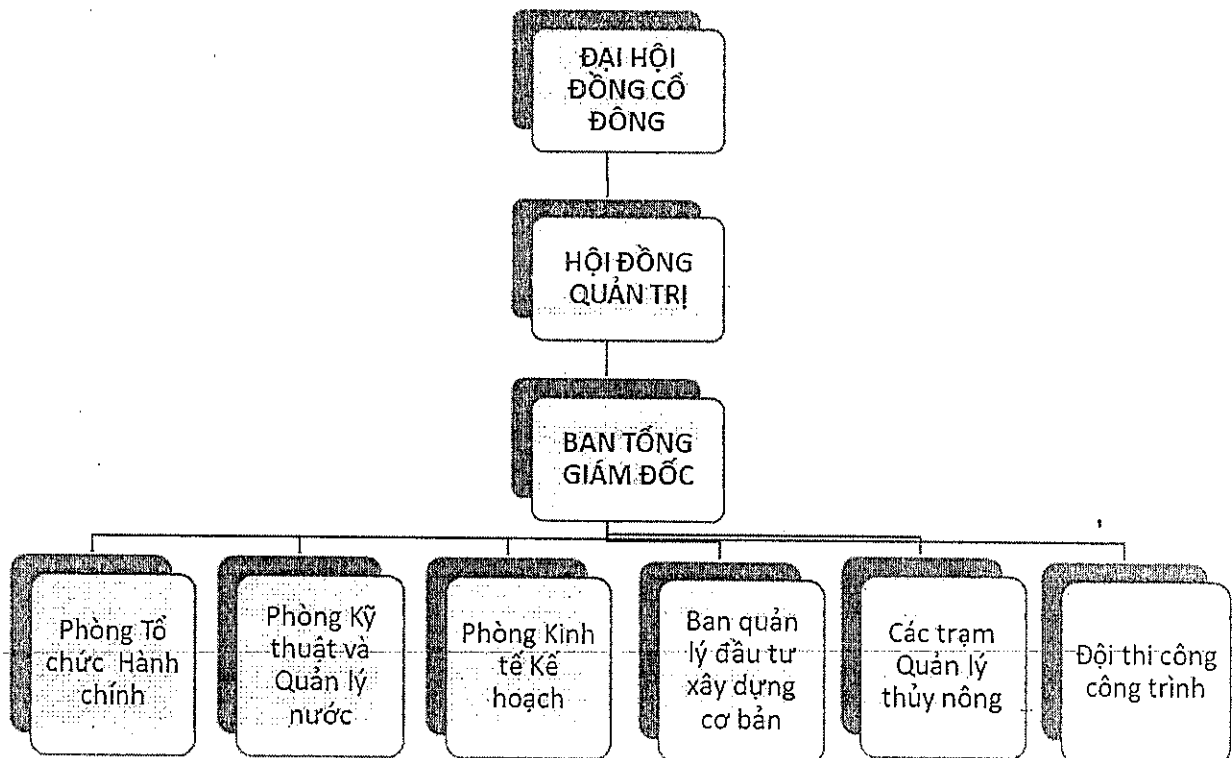 ĐẠI HỘI
ĐỒNG CỔ
ĐÔNG
HỘI ĐỒNG
QUẢN TRỊ
BAN TỔNG
GIÁM ĐỐC
Phòng Tổ
chức Hành
chính
Phòng Kỹ
thuật và
Quản lý
nước
Phòng Kinh
tế Kế
hoạch
Ban quản
lý đầu tư
xây dựng
cơ bản
Các trạm
Quản lý
thủy nông
Đội thi công
công trình